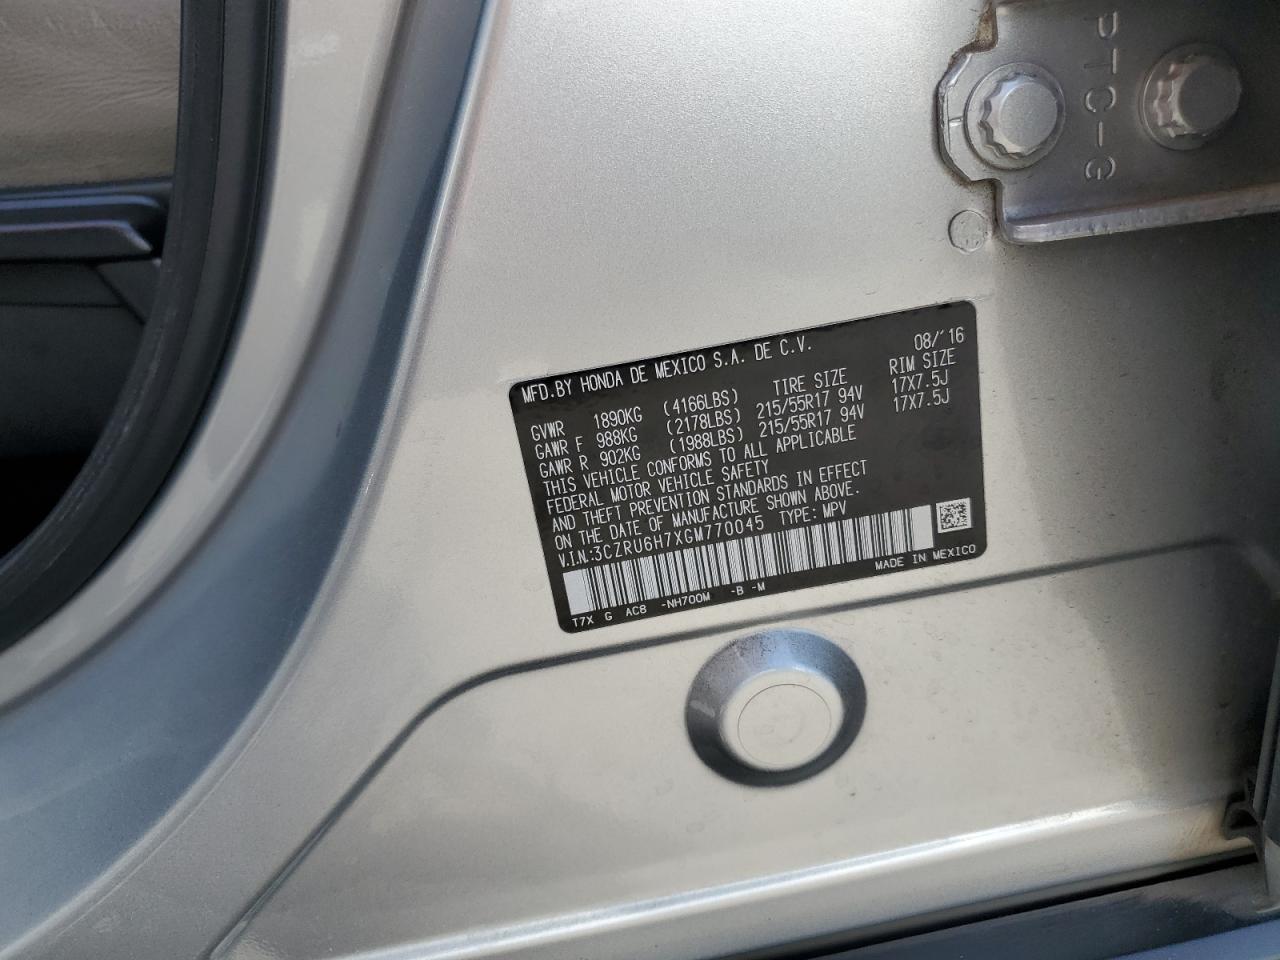 PTC-G
MFD.BY HONDA DE MEXICO S.A. DE C.V. 08/'16
TIRE SIZE RIM SIZE
GVWR 1890KG (4166LBS)
GAWR F 988KG (2178LBS) 215/55R17 94V 17X7.5J
GAWR R 902KG (1988LBS) 215/55R17 94V 17X7.5J
THIS VEHICLE CONFORMS TO ALL APPLICABLE
FEDERAL MOTOR VEHICLE SAFETY
AND THEFT PREVENTION STANDARDS IN EFFECT
ON THE DATE OF MANUFACTURE SHOWN ABOVE.
V.I.N.:3CZRU6H7XGM770045 TYPE: MPV
T7X G AC8 -NH700M -B -M MADE IN MEXICO